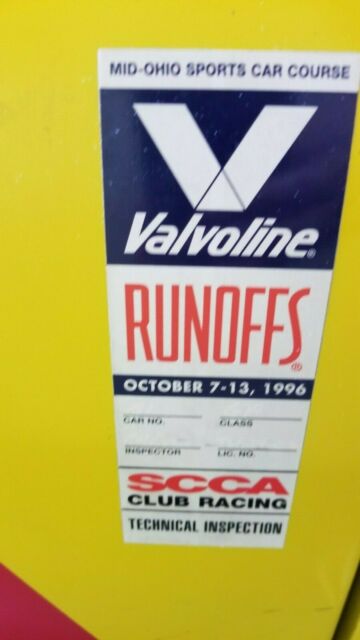 MID-OHIO SPORTS CAR COURSE
Valvoline®
RUNOFFS®
OCTOBER 7-13, 1996
CAR NO. CLASS
INSPECTOR LIC. NO.
SCCA
CLUB RACING
TECHNICAL INSPECTION